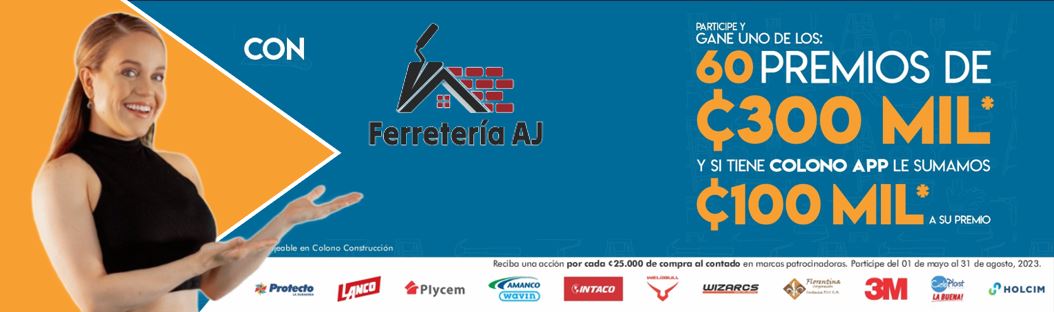 CON
Ferretería AJ
PARTICIPE Y
GANE UNO DE LOS:
60 PREMIOS DE
₡300 MIL*
Y SI TIENE COLONO APP LE SUMAMOS
₡100 MIL* A SU PREMIO
jeable en Colono Construcción
Reciba una acción por cada ¢25.000 de compra al contado en marcas patrocinadoras. Participe del 01 de mayo al 31 de agosto, 2023.
Protecto
LANCO
Plycem
AMANCO
wavin
INTACO
WELDBULL
WIZARCS
Florentina
3M
LA BUENA!
HOLCIM